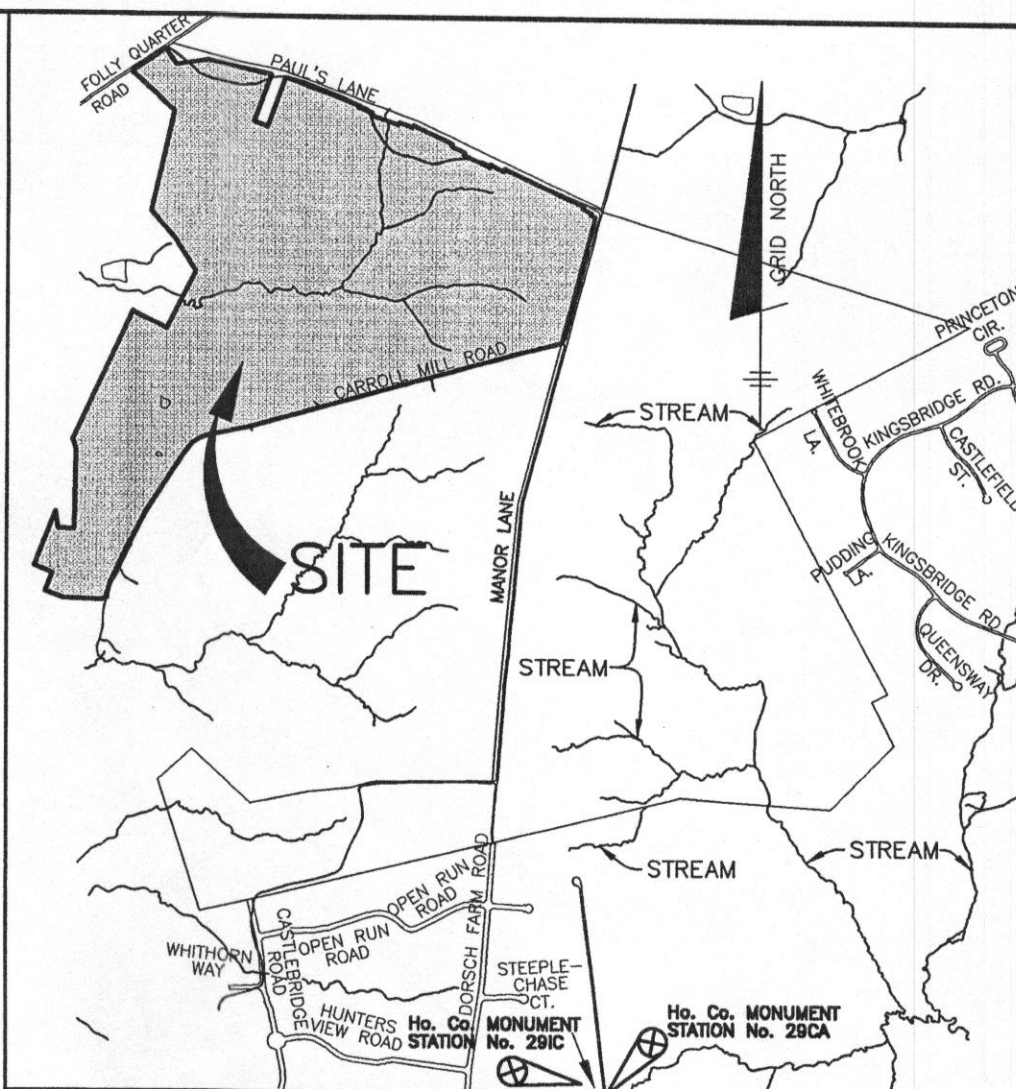 FOLLY QUARTER
ROAD
PAUL'S LANE
GRID NORTH
PRINCETON
CIR.
CARROLL MILL ROAD
STREAM
WHITEBROOK
LA.
KINGSBRIDGE RD.
CASTLEFIELD
ST.
SITE
MANOR LANE
PUDDING
LA.
KINGSBRIDGE RD.
QUEENSWAY
DR.
STREAM
STREAM
STREAM
OPEN RUN
ROAD
OPEN RUN
ROAD
DORSCH FARM ROAD
WHITHORN
WAY
CASTLEBRIDGE
ROAD
STEEPLE-
CHASE
CT.
HUNTERS
VIEW ROAD
Ho. Co. MONUMENT
STATION No. 29IC
Ho. Co. MONUMENT
STATION No. 29CA